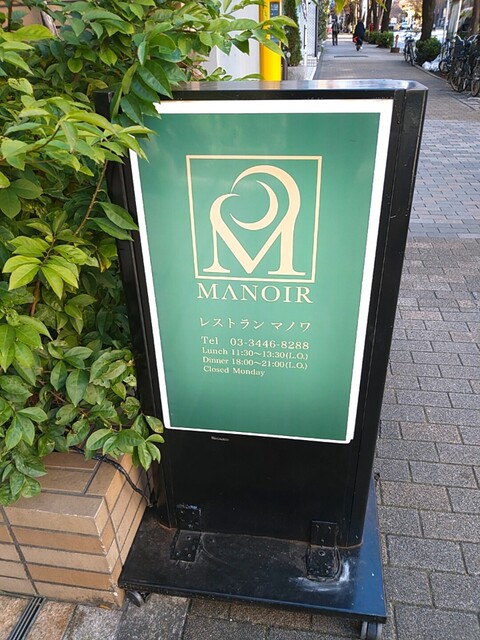 MANOIR
レストラン マノワ
Tel 03-3446-8288
Lunch 11:30〜13:30(L.O.)
Dinner 18:00〜21:00(L.O.)
Closed Monday